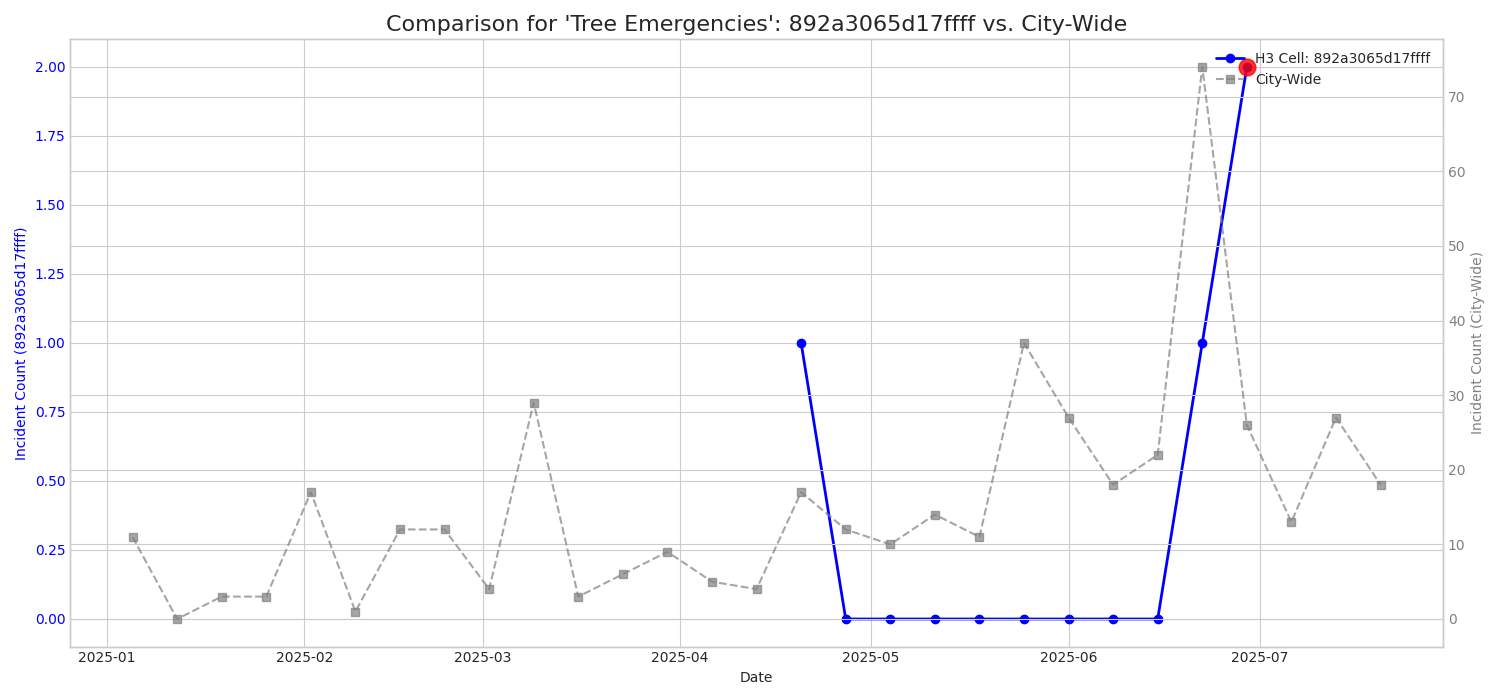 Comparison for 'Tree Emergencies': 892a3065d17ffff vs. City-Wide
H3 Cell: 892a3065d17ffff
City-Wide
Incident Count (892a3065d17ffff)
2.00
1.75
1.50
1.25
1.00
0.75
0.50
0.25
0.00
70
60
50
40
30
20
10
0
Incident Count (City-Wide)
2025-01 2025-02 2025-03 2025-04 2025-05 2025-06 2025-07
Date